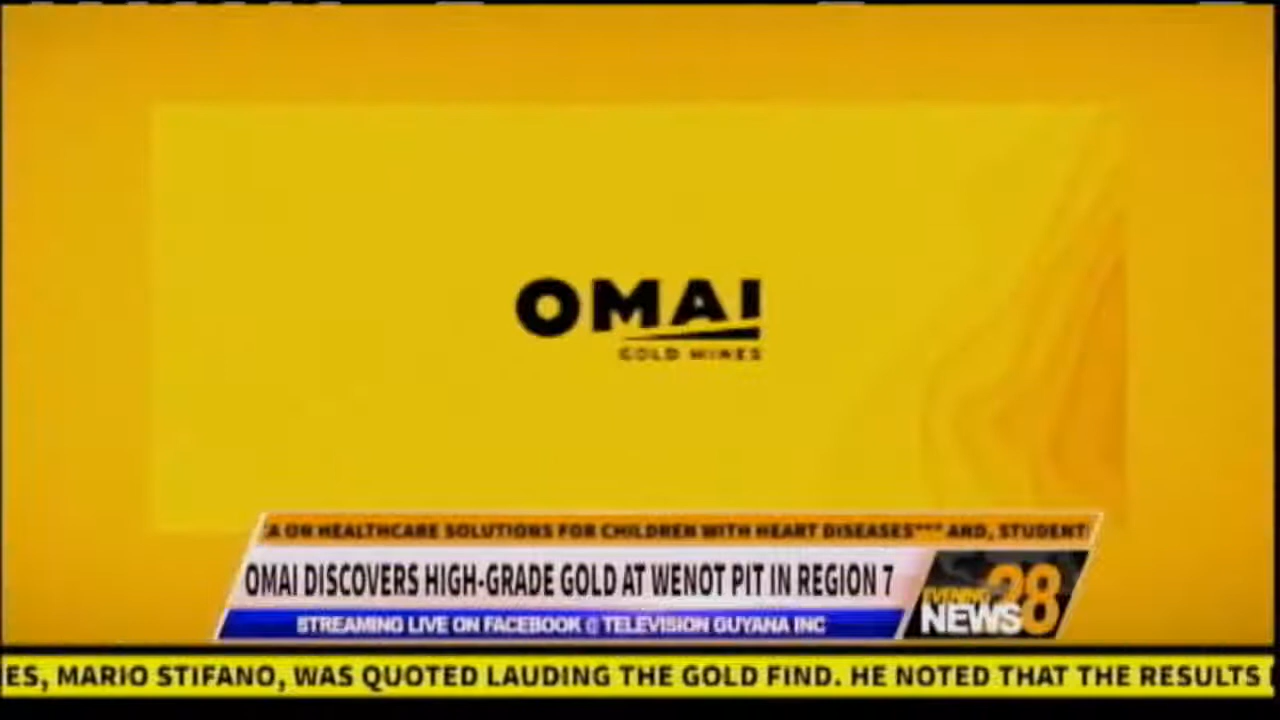 OMAI
GOLD MINES
A ON HEALTHCARE SOLUTIONS FOR CHILDREN WITH HEART DISEASES*** AND, STUDENT
OMAI DISCOVERS HIGH-GRADE GOLD AT WENOT PIT IN REGION 7
EVENING 28
NEWS
STREAMING LIVE ON FACEBOOK @ TELEVISION GUYANA INC
ES, MARIO STIFANO, WAS QUOTED LAUDING THE GOLD FIND. HE NOTED THAT THE RESULTS